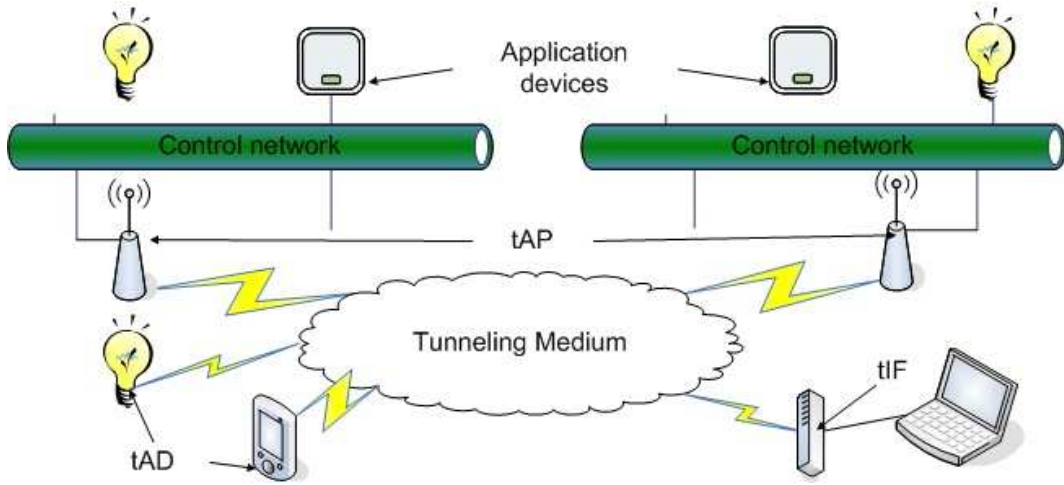 Application
devices
Control network
Control network
tAP
Tunneling Medium
tIF
tAD